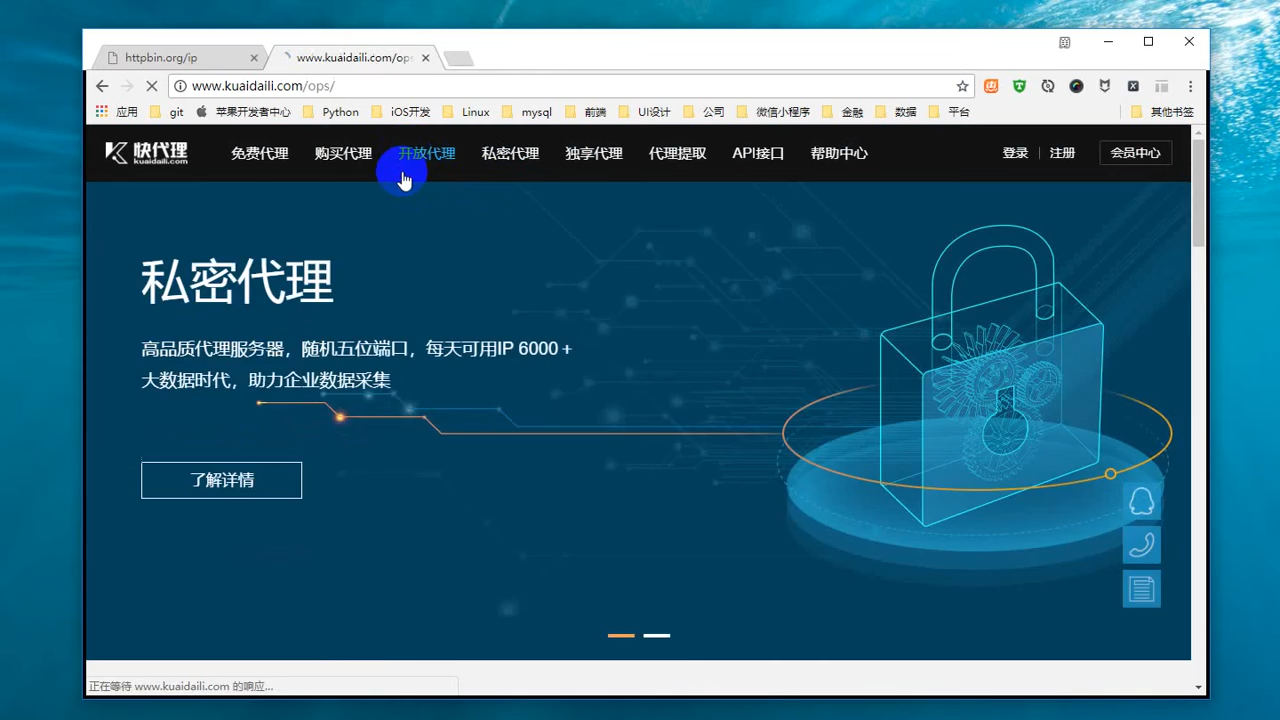 httpbin.org/ip
www.kuaidaili.com/ops
www.kuaidaili.com/ops/
应用 git 苹果开发者中心 Python iOS开发 Linux mysql 前端 UI设计 公司 微信小程序 金融 数据 平台 其他书签
快代理
kuaidaili.com
免费代理 购买代理 开放代理 私密代理 独享代理 代理提取 API接口 帮助中心 登录 注册 会员中心
私密代理
高品质代理服务器，随机五位端口，每天可用IP 6000＋
大数据时代，助力企业数据采集
了解详情
正在等待 www.kuaidaili.com 的响应...